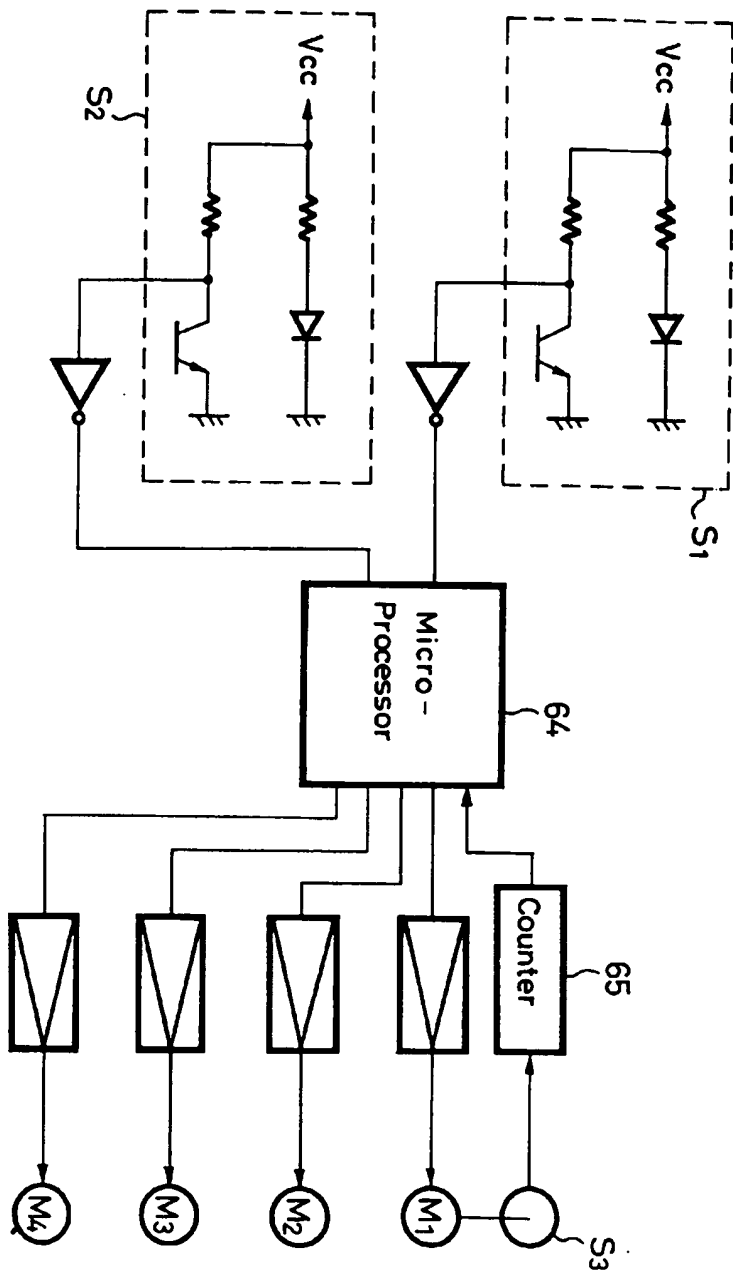 S1
Vcc
S2
Vcc
64
Micro-
Processor
65
Counter
S3
M1
M2
M3
M4